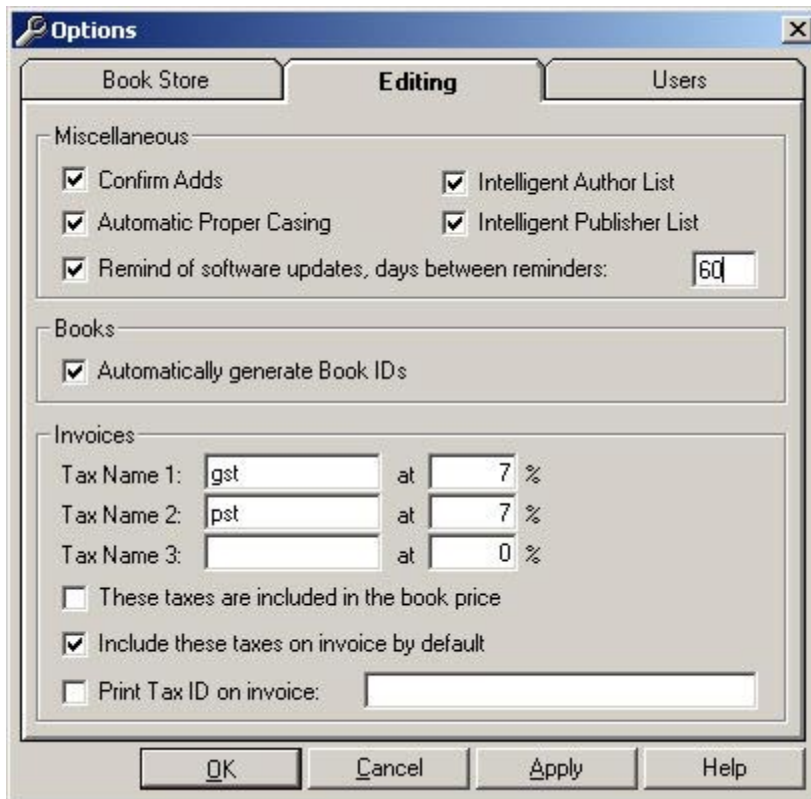 Options
Book Store Editing Users
Miscellaneous
Confirm Adds Intelligent Author List
Automatic Proper Casing Intelligent Publisher List
Remind of software updates, days between reminders: 60
Books
Automatically generate Book IDs
Invoices
Tax Name 1: gst at 7 %
Tax Name 2: pst at 7 %
Tax Name 3: at 0 %
These taxes are included in the book price
Include these taxes on invoice by default
Print Tax ID on invoice:
OK Cancel Apply Help